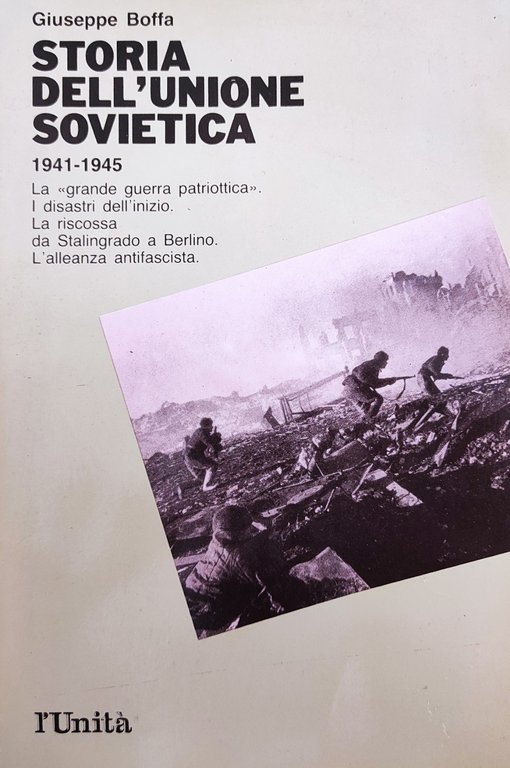 Giuseppe Boffa
STORIA
DELL'UNIONE
SOVIETICA
1941-1945
La «grande guerra patriottica».
I disastri dell'inizio.
La riscossa
da Stalingrado a Berlino.
L'alleanza antifascista.
l'Unità